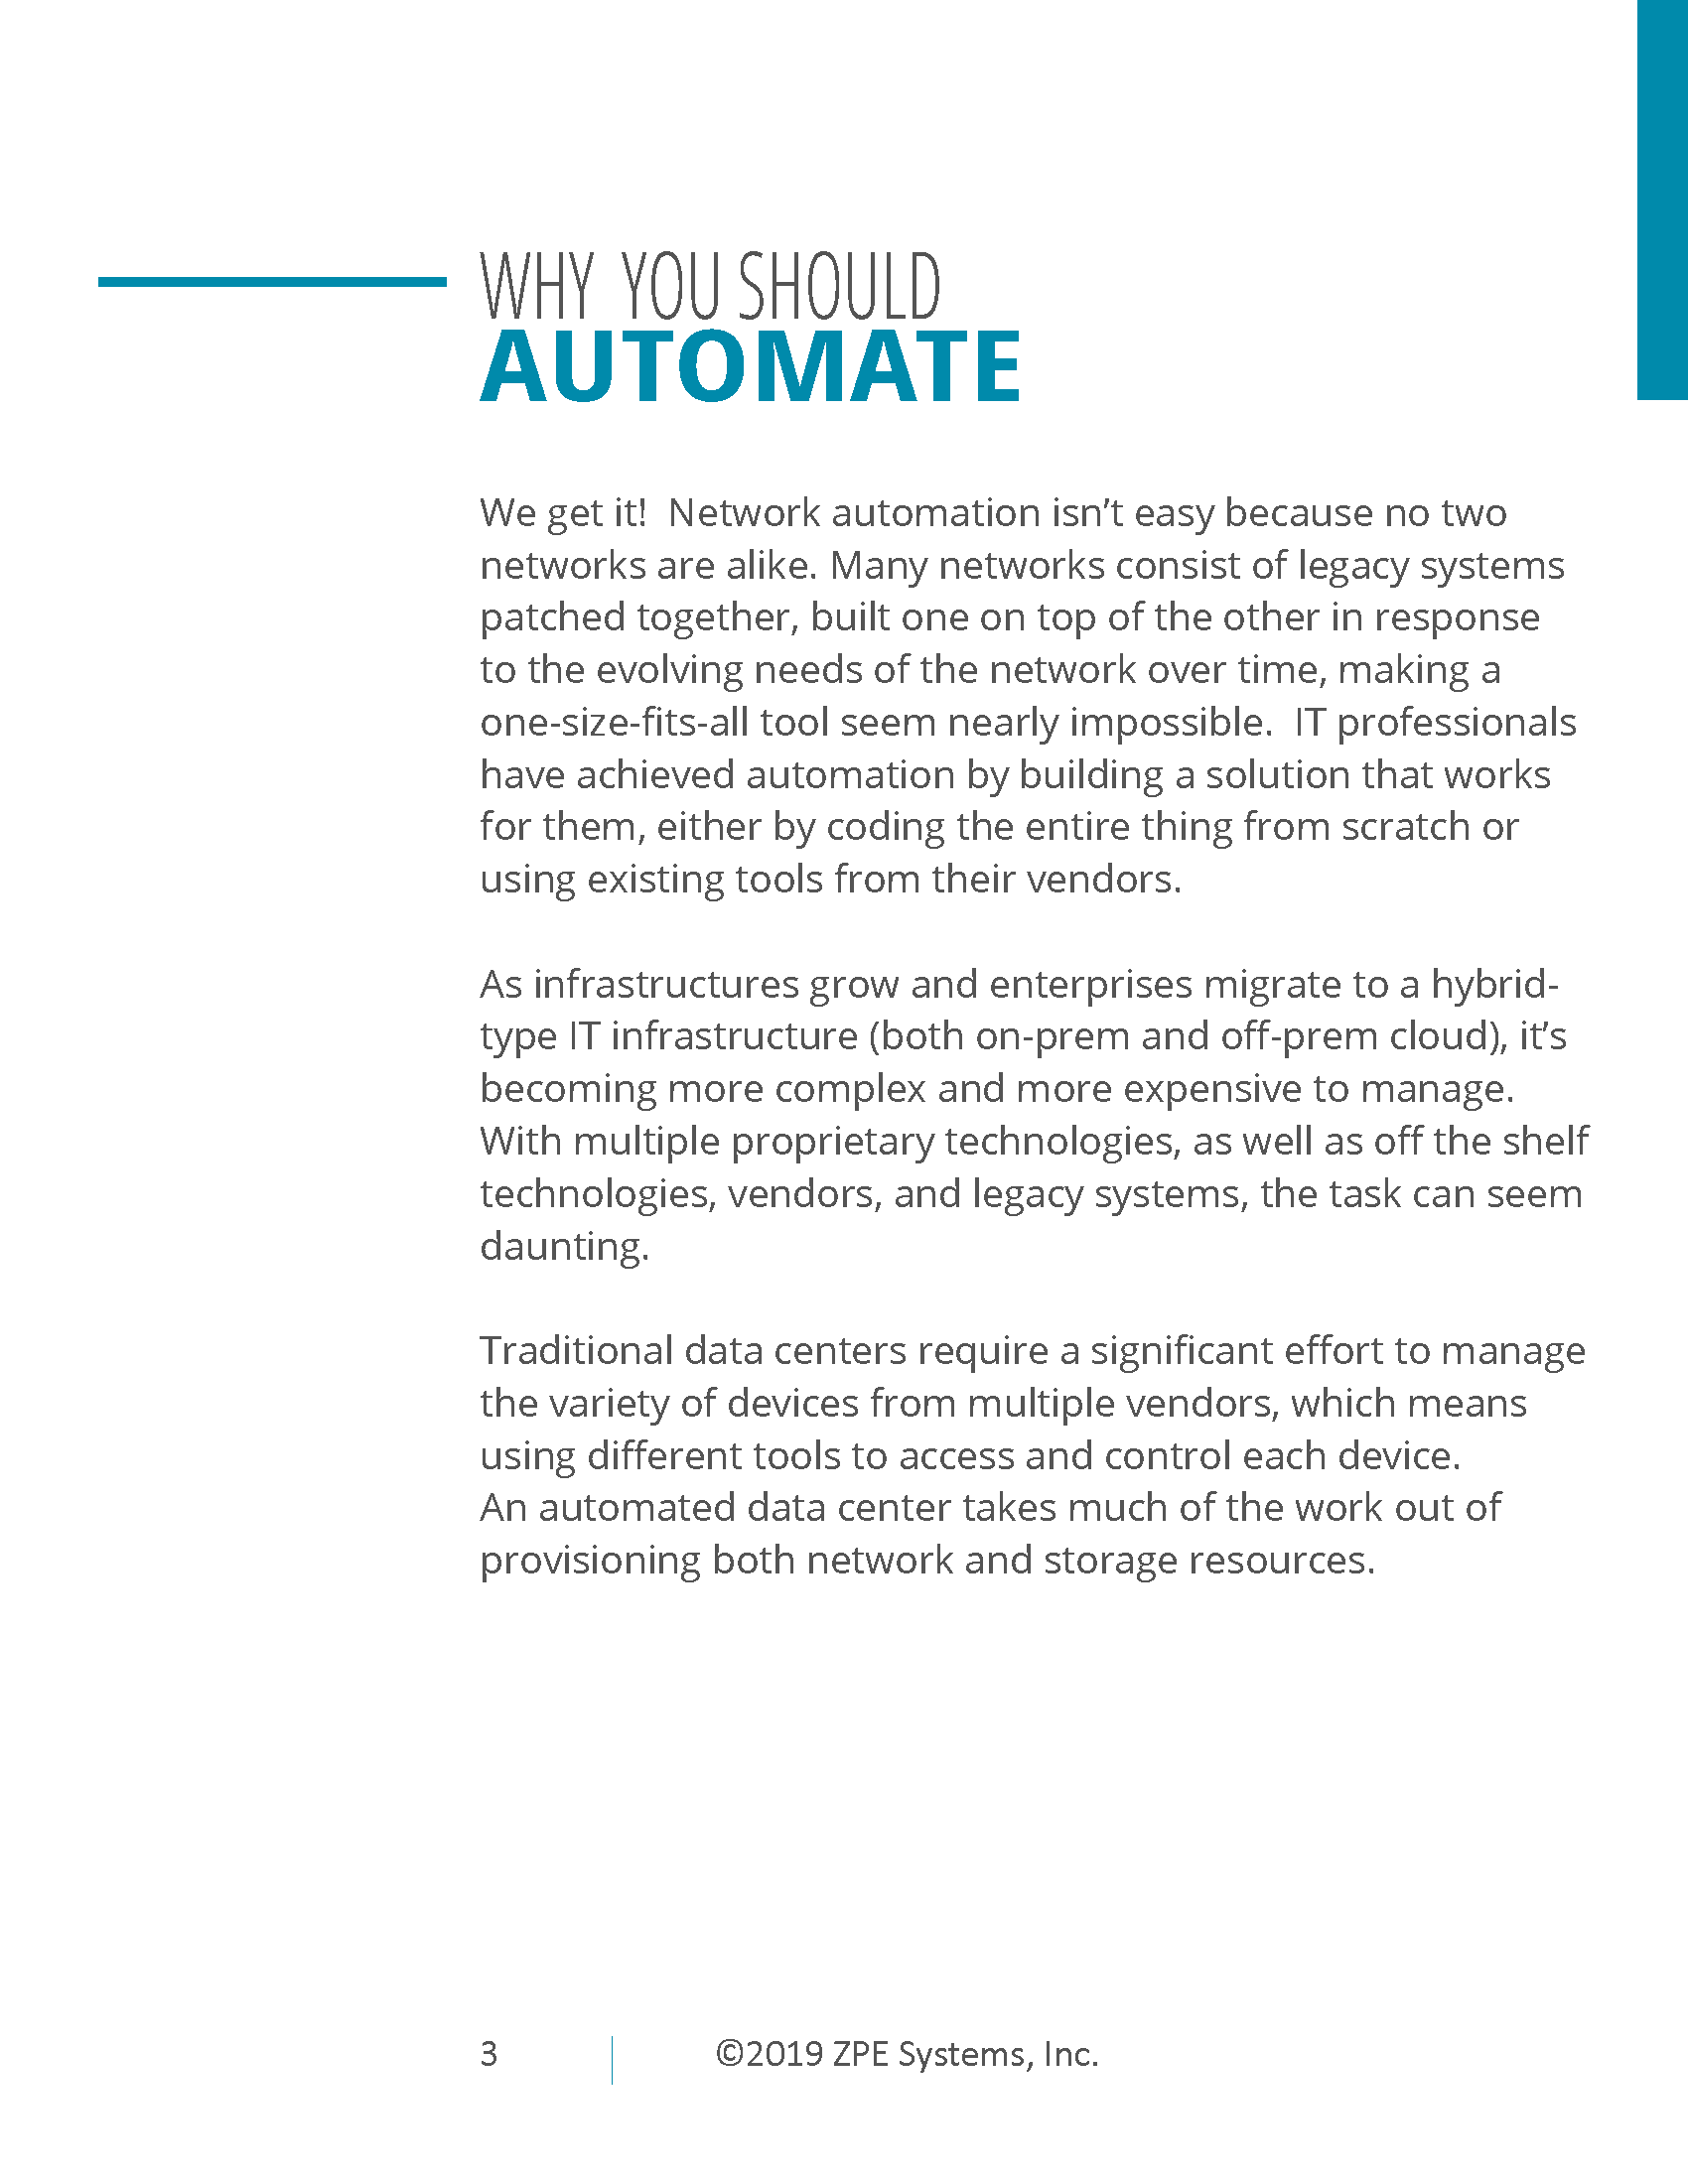 WHY YOU SHOULD
AUTOMATE
We get it!  Network automation isn’t easy because no two
networks are alike. Many networks consist of legacy systems
patched together, built one on top of the other in response
to the evolving needs of the network over time, making a
one-size-fits-all tool seem nearly impossible.  IT professionals
have achieved automation by building a solution that works
for them, either by coding the entire thing from scratch or
using existing tools from their vendors.
As infrastructures grow and enterprises migrate to a hybrid-
type IT infrastructure (both on-prem and off-prem cloud), it’s
becoming more complex and more expensive to manage.
With multiple proprietary technologies, as well as off the shelf
technologies, vendors, and legacy systems, the task can seem
daunting.
Traditional data centers require a significant effort to manage
the variety of devices from multiple vendors, which means
using different tools to access and control each device.
An automated data center takes much of the work out of
provisioning both network and storage resources.
3 ©2019 ZPE Systems, Inc.